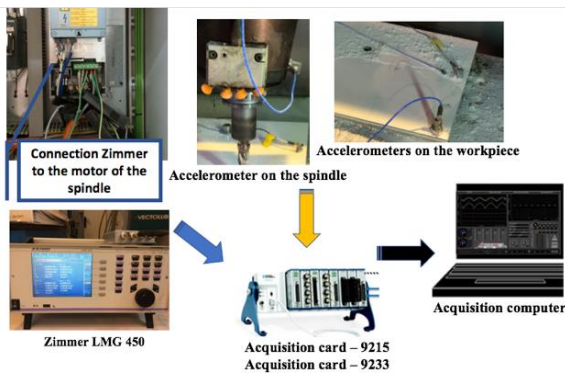 Connection Zimmer
to the motor of the
spindle
Accelerometer on the spindle
Accelerometers on the workpiece
Zimmer LMG 450
Acquisition card – 9215
Acquisition card – 9233
Acquisition computer